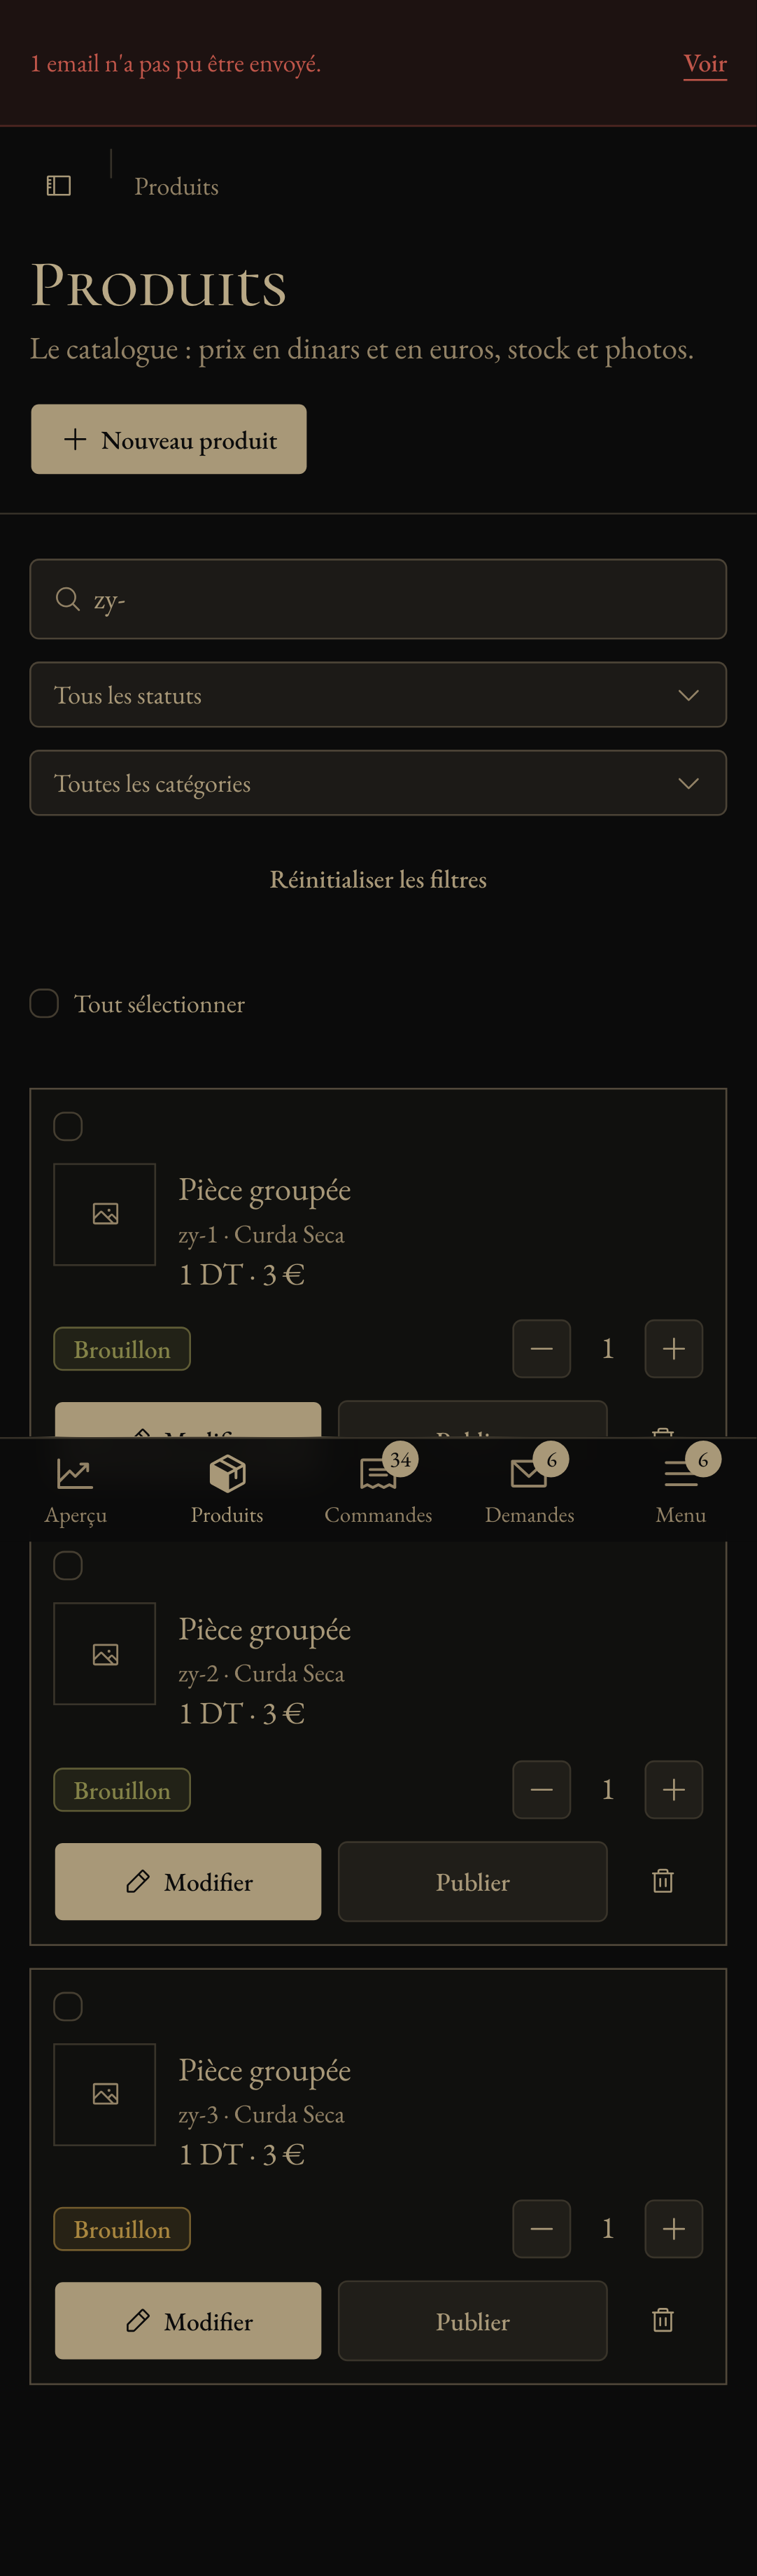 1 email n'a pas pu être envoyé. Voir
Produits
Produits
Le catalogue : prix en dinars et en euros, stock et photos.
Nouveau produit
zy-
Tous les statuts
Toutes les catégories
Réinitialiser les filtres
Tout sélectionner
Pièce groupée
zy-1 · Curda Seca
1 DT · 3 €
Brouillon 1
34 6 6
Aperçu Produits Commandes Demandes Menu
Pièce groupée
zy-2 · Curda Seca
1 DT · 3 €
Brouillon 1
Modifier Publier
Pièce groupée
zy-3 · Curda Seca
1 DT · 3 €
Brouillon 1
Modifier Publier